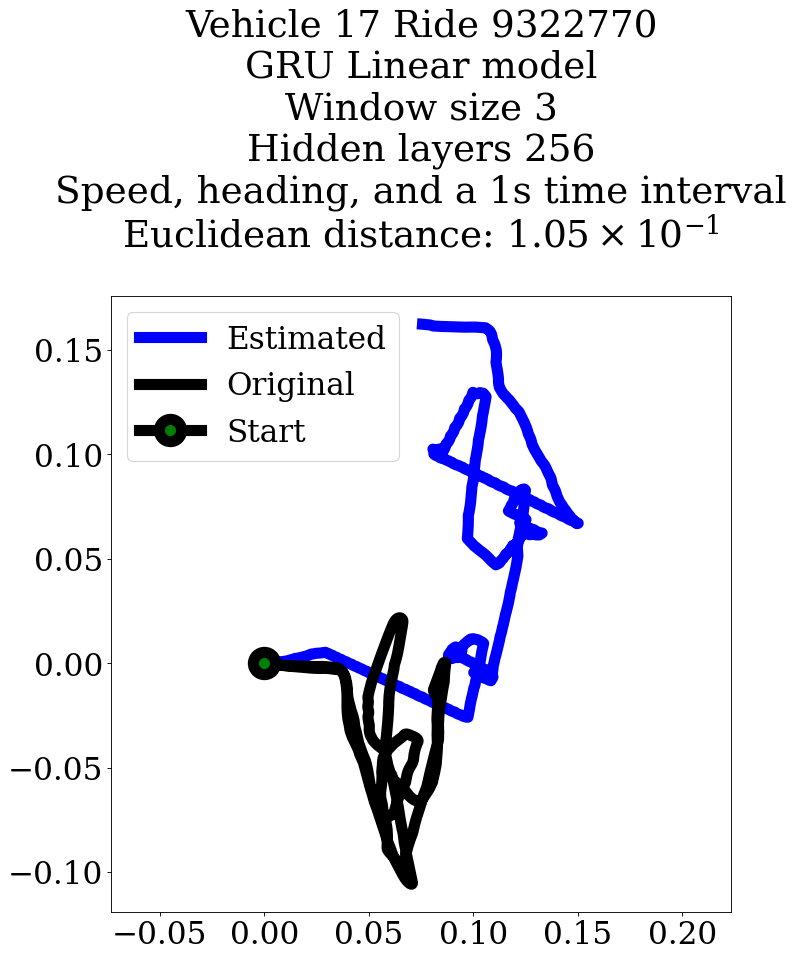 Vehicle 17 Ride 9322770
GRU Linear model
Window size 3
Hidden layers 256
Speed, heading, and a 1s time interval
Euclidean distance: 1.05 × 10⁻¹
Estimated
Original
Start
0.15
0.10
0.05
0.00
−0.05
−0.10
−0.05 0.00 0.05 0.10 0.15 0.20